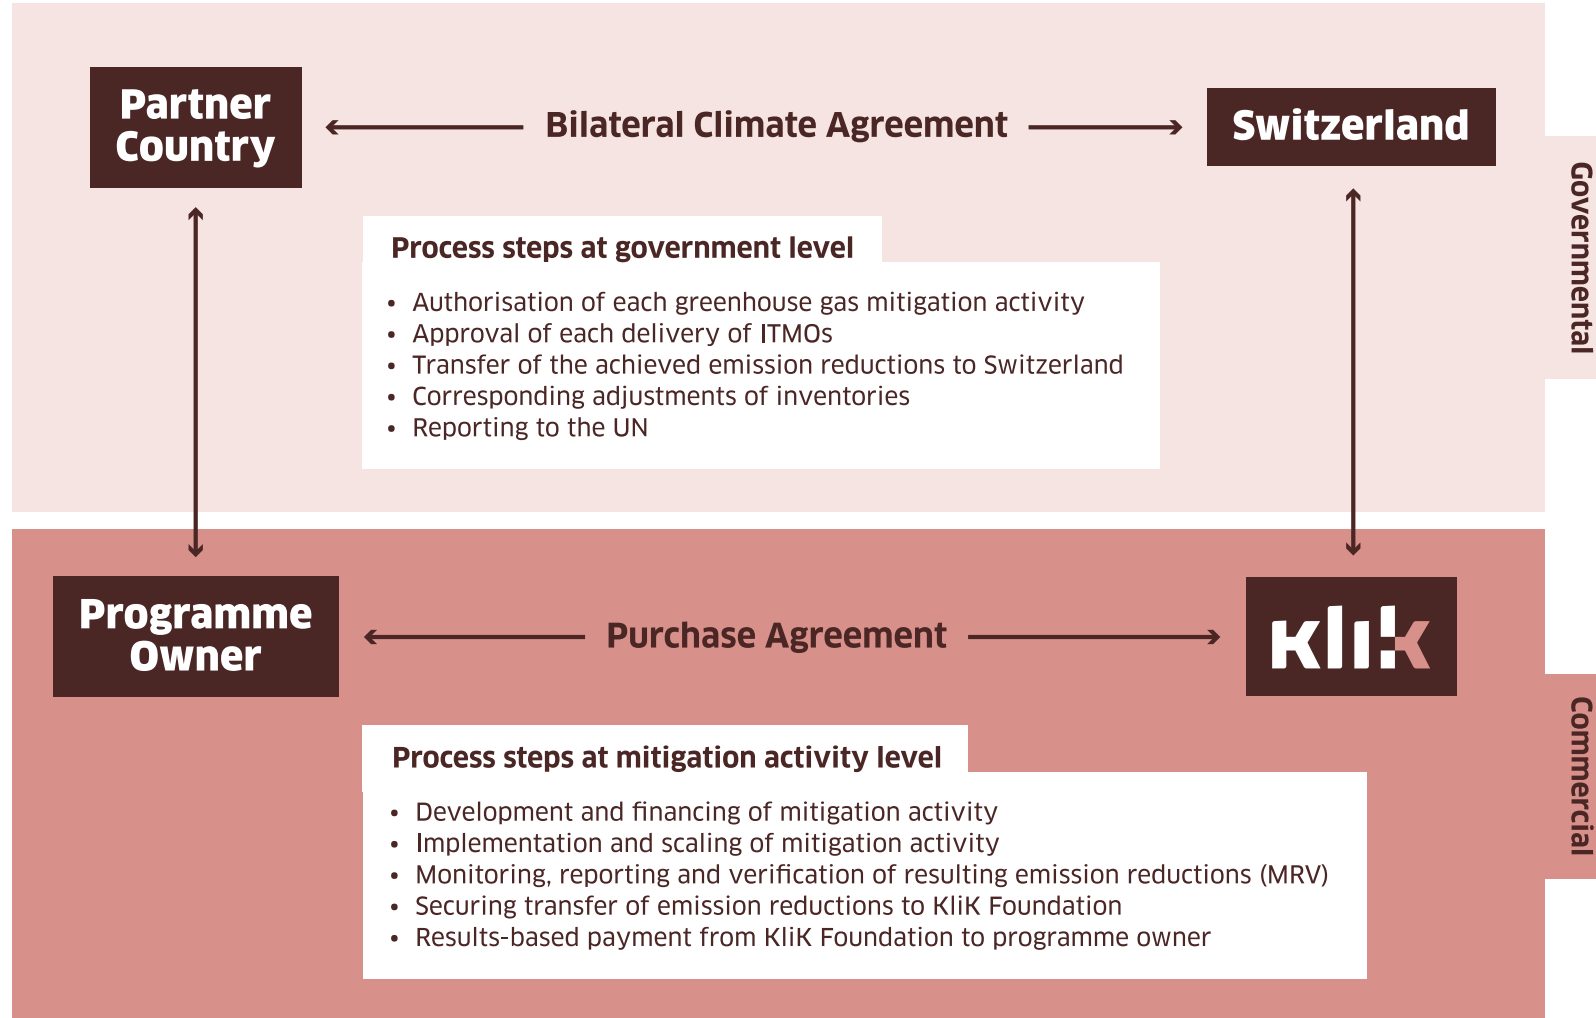 Partner
Country
Bilateral Climate Agreement
Switzerland
Governmental
Process steps at government level
• Authorisation of each greenhouse gas mitigation activity
• Approval of each delivery of ITMOs
• Transfer of the achieved emission reductions to Switzerland
• Corresponding adjustments of inventories
• Reporting to the UN
Programme
Owner
Purchase Agreement
KliK
Commercial
Process steps at mitigation activity level
• Development and financing of mitigation activity
• Implementation and scaling of mitigation activity
• Monitoring, reporting and verification of resulting emission reductions (MRV)
• Securing transfer of emission reductions to KliK Foundation
• Results-based payment from KliK Foundation to programme owner